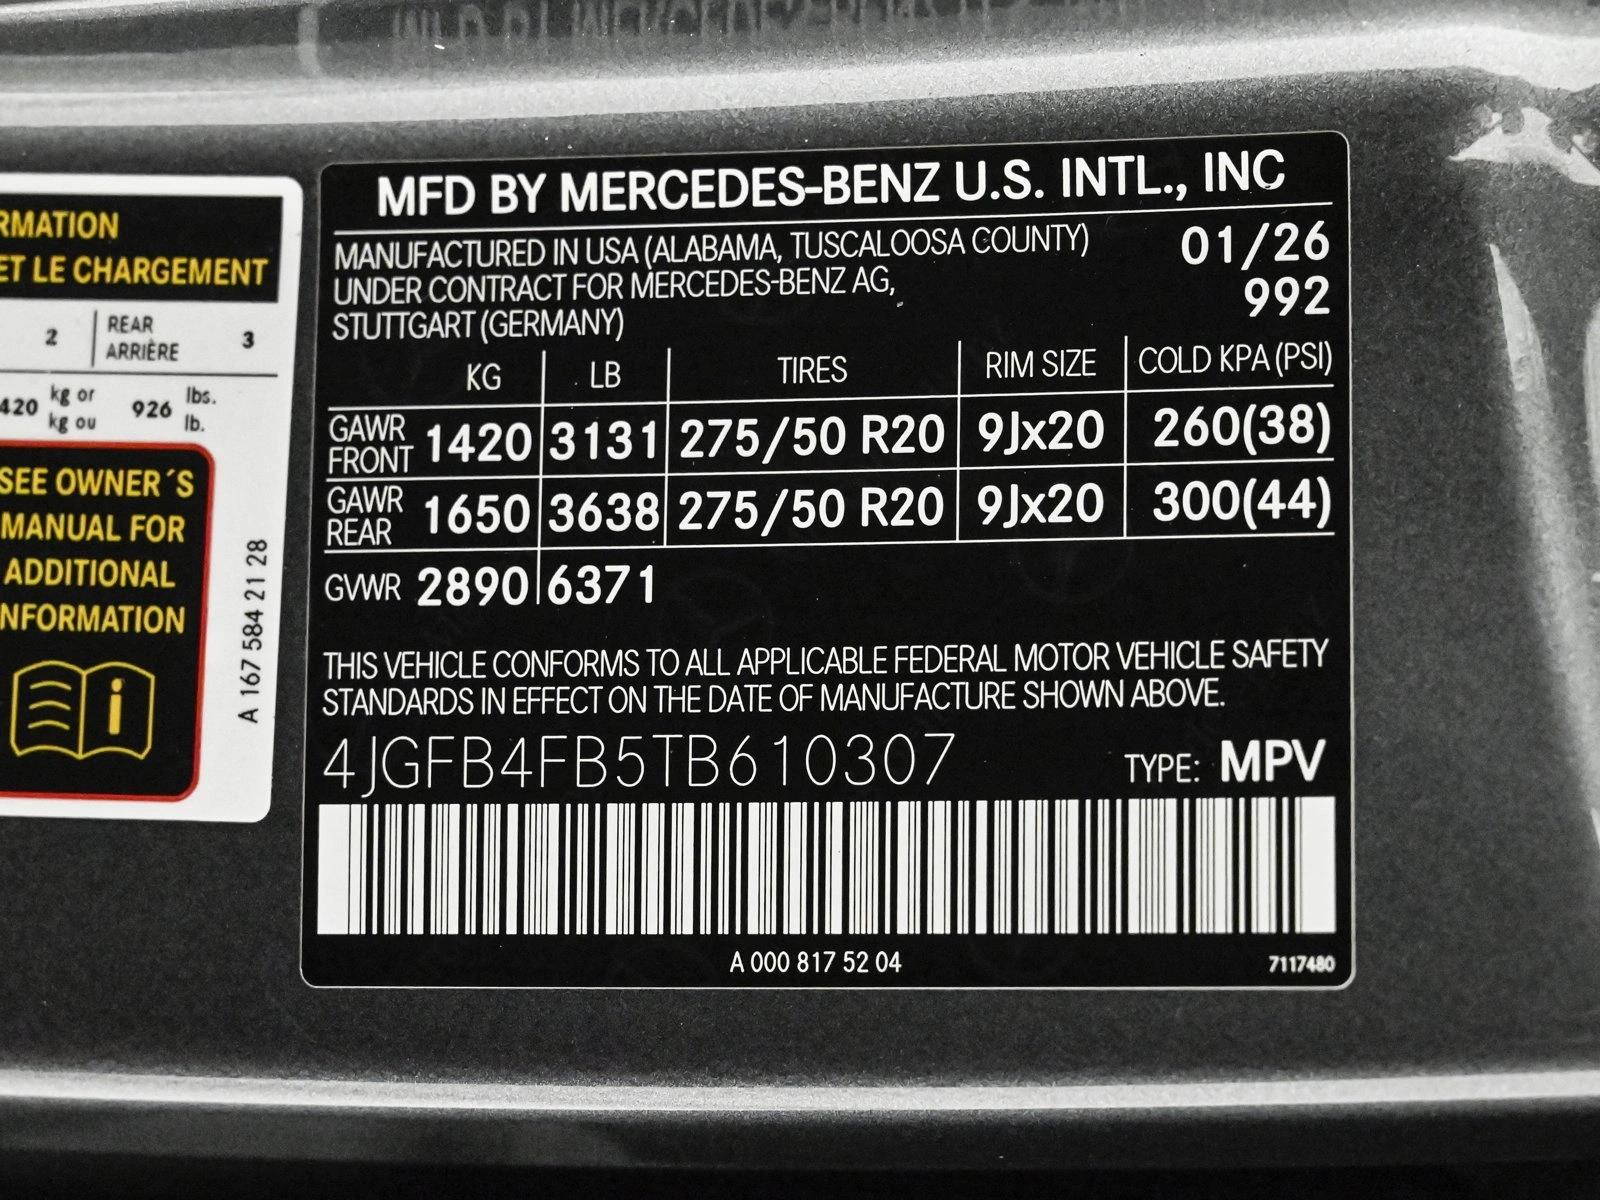 RMATION
ET LE CHARGEMENT
2 REAR 3
ARRIÈRE
420 kg or 926 lbs.
kg ou lb.
SEE OWNER´S
MANUAL FOR
ADDITIONAL
INFORMATION
i
A 167 584 21 28
MFD BY MERCEDES-BENZ U.S. INTL., INC
MANUFACTURED IN USA (ALABAMA, TUSCALOOSA COUNTY) 01/26
UNDER CONTRACT FOR MERCEDES-BENZ AG, 992
STUTTGART (GERMANY)
KG LB TIRES RIM SIZE COLD KPA (PSI)
GAWR FRONT 1420 3131 275/50 R20 9Jx20 260(38)
GAWR REAR 1650 3638 275/50 R20 9Jx20 300(44)
GVWR 2890 6371
THIS VEHICLE CONFORMS TO ALL APPLICABLE FEDERAL MOTOR VEHICLE SAFETY
STANDARDS IN EFFECT ON THE DATE OF MANUFACTURE SHOWN ABOVE.
4JGFB4FB5TB610307 TYPE: MPV
A 000 817 52 04 7117480